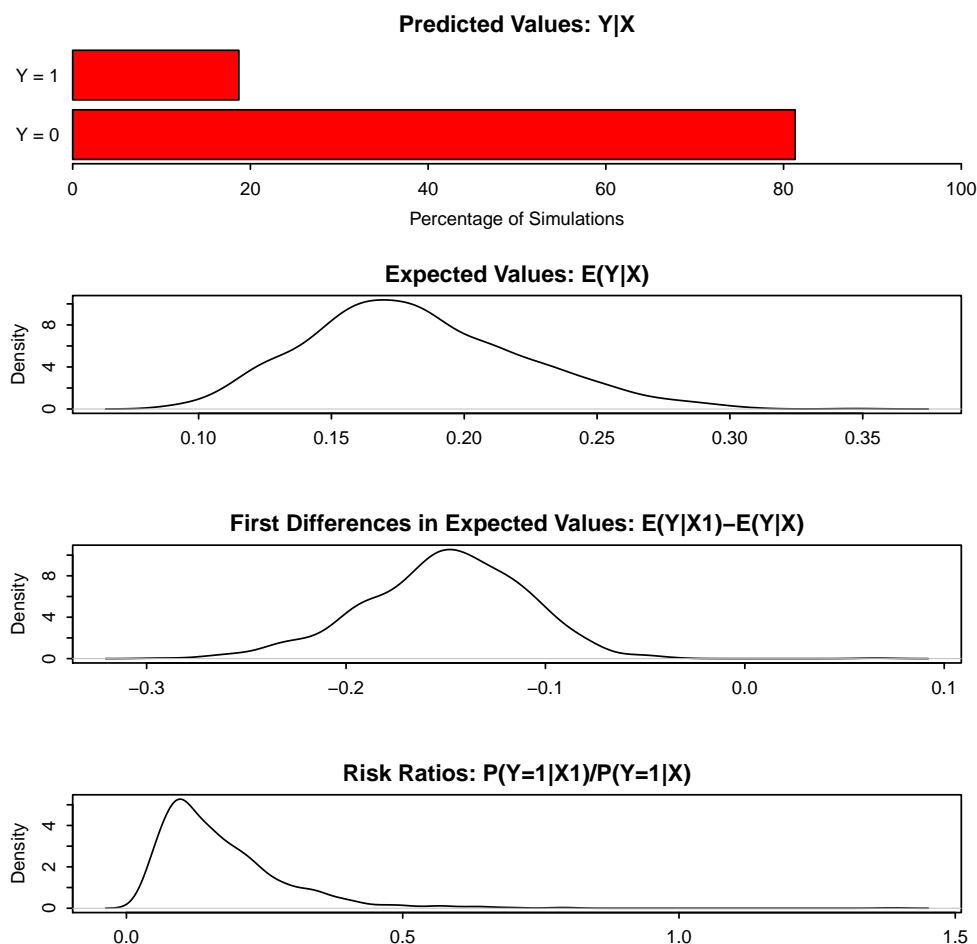 Predicted Values: Y|X
Y = 1
Y = 0
0 20 40 60 80 100
Percentage of Simulations
Expected Values: E(Y|X)
Density
8
4
0
0.10 0.15 0.20 0.25 0.30 0.35
First Differences in Expected Values: E(Y|X1)−E(Y|X)
Density
8
4
0
−0.3 −0.2 −0.1 0.0 0.1
Risk Ratios: P(Y=1|X1)/P(Y=1|X)
Density
4
2
0
0.0 0.5 1.0 1.5